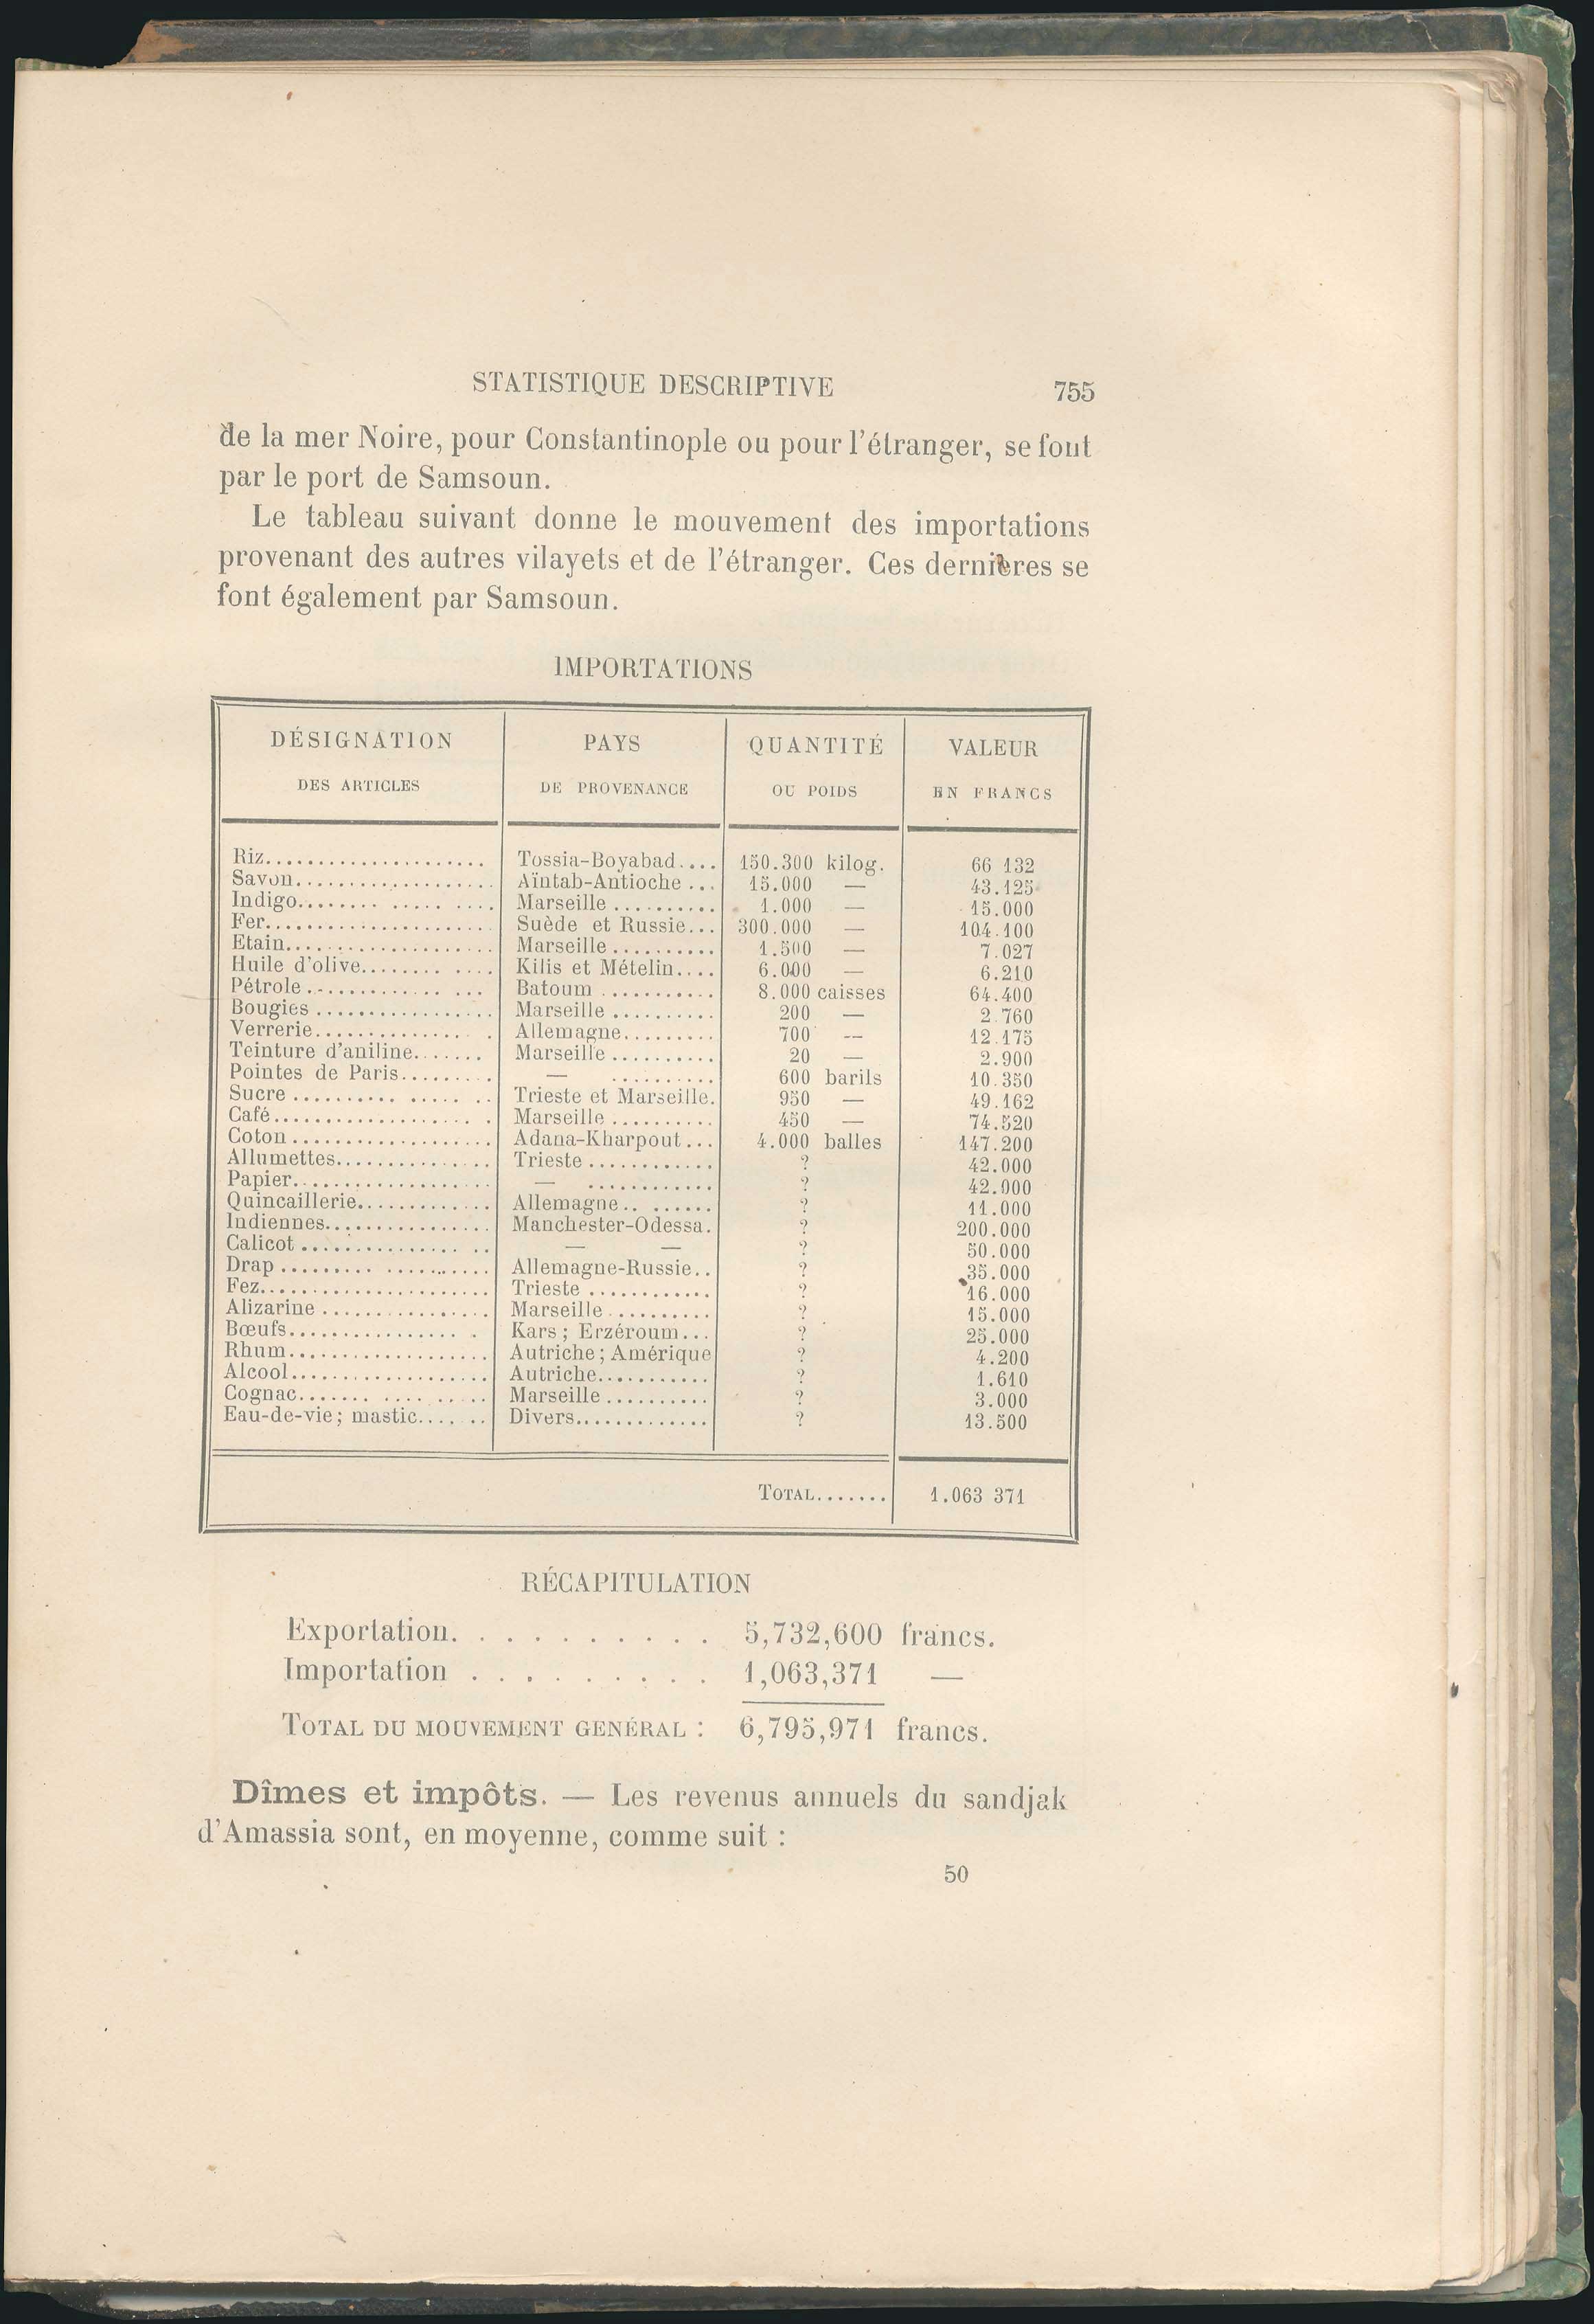 STATISTIQUE DESCRIPTIVE 755
de la mer Noire, pour Constantinople ou pour l'étranger, se font
par le port de Samsoun.
Le tableau suivant donne le mouvement des importations
provenant des autres vilayets et de l'étranger. Ces dernières se
font également par Samsoun.
IMPORTATIONS
DÉSIGNATION PAYS QUANTITÉ VALEUR
DES ARTICLES DE PROVENANCE OU POIDS EN FRANCS
Riz..................... Tossia-Boyabad.... 150.300 kilog. 66 132
Savon................... Aïntab-Antioche ... 15.000 — 43.125
Indigo........ ..... .... Marseille .......... 1.000 — 15.000
Fer...................... Suède et Russie... 300.000 — 104.100
Etain.................... Marseille.......... 1.500 — 7.027
Huile d'olive........ .... Kilis et Mételin.... 6.000 — 6.210
Pétrole ............. ... Batoum ........... 8.000 caisses 64.400
Bougies ................. Marseille .......... 200 — 2.760
Verrerie............... . Allemagne......... 700 — 12.175
Teinture d'aniline....... Marseille .......... 20 — 2.900
Pointes de Paris......... — .......... 600 barils 10.350
Sucre .......... ..... .. Trieste et Marseille. 950 — 49.162
Café................... . Marseille .......... 450 — 74.520
Coton ................... Adana-Kharpout... 4.000 balles 147.200
Allumettes............... Trieste ............ ? 42.000
Papier................... — ............ ? 42.000
Quincaillerie............. Allemagne.. ...... ? 11.000
Indiennes................ Manchester-Odessa. ? 200.000
Calicot ............... .. — — ? 50.000
Drap ......... .......... Allemagne-Russie.. ? 35.000
Fez...................... Trieste ............ ? 16.000
Alizarine ................ Marseille.......... ? 15.000
Bœufs................. . Kars; Erzéroum... ? 25.000
Rhum................... Autriche; Amérique ? 4.200
Alcool................... Autriche........... ? 1.610
Cognac....... .... ..... Marseille .......... ? 3.000
Eau-de-vie; mastic.... .. Divers............. ? 13.500
TOTAL....... 1.063 371
RÉCAPITULATION
Exportation. . . . . . . . . . 5,732,600 francs.
Importation . . . . . . . . . 1,063,371 —
TOTAL DU MOUVEMENT GENÉRAL : 6,795,971 francs.
Dîmes et impôts. — Les revenus annuels du sandjak
d'Amassia sont, en moyenne, comme suit :
50